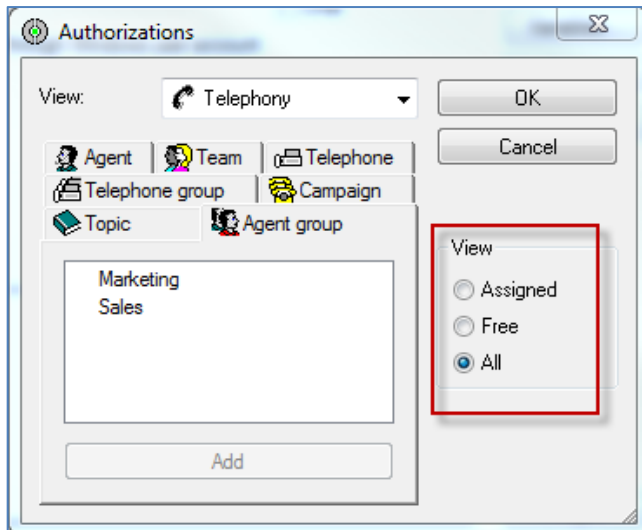 Authorizations
View:
Telephony
OK
Cancel
Agent
Team
Telephone
Telephone group
Campaign
Topic
Agent group
Marketing
Sales
Add
View
Assigned
Free
All